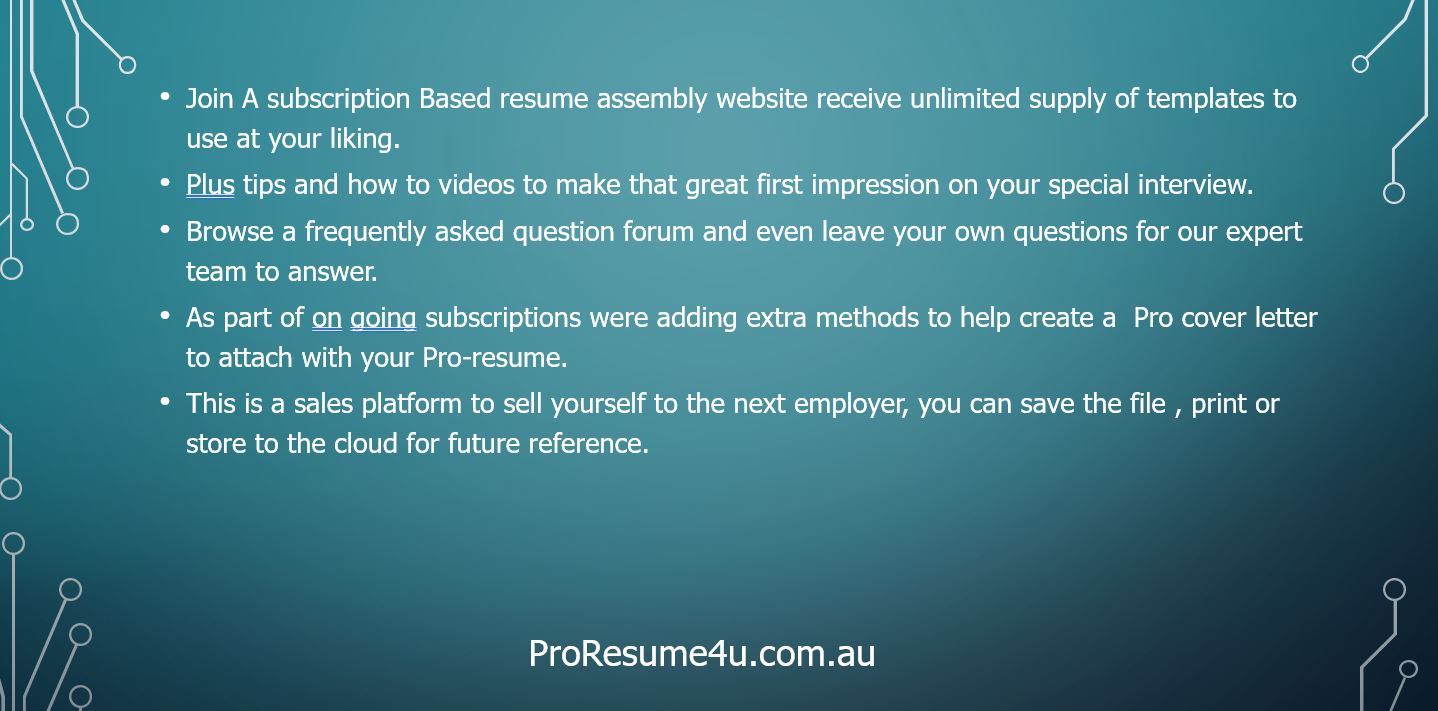 • Join A subscription Based resume assembly website receive unlimited supply of templates to
use at your liking.
• Plus tips and how to videos to make that great first impression on your special interview.
• Browse a frequently asked question forum and even leave your own questions for our expert
team to answer.
• As part of on going subscriptions were adding extra methods to help create a  Pro cover letter
to attach with your Pro-resume.
• This is a sales platform to sell yourself to the next employer, you can save the file , print or
store to the cloud for future reference.
ProResume4u.com.au